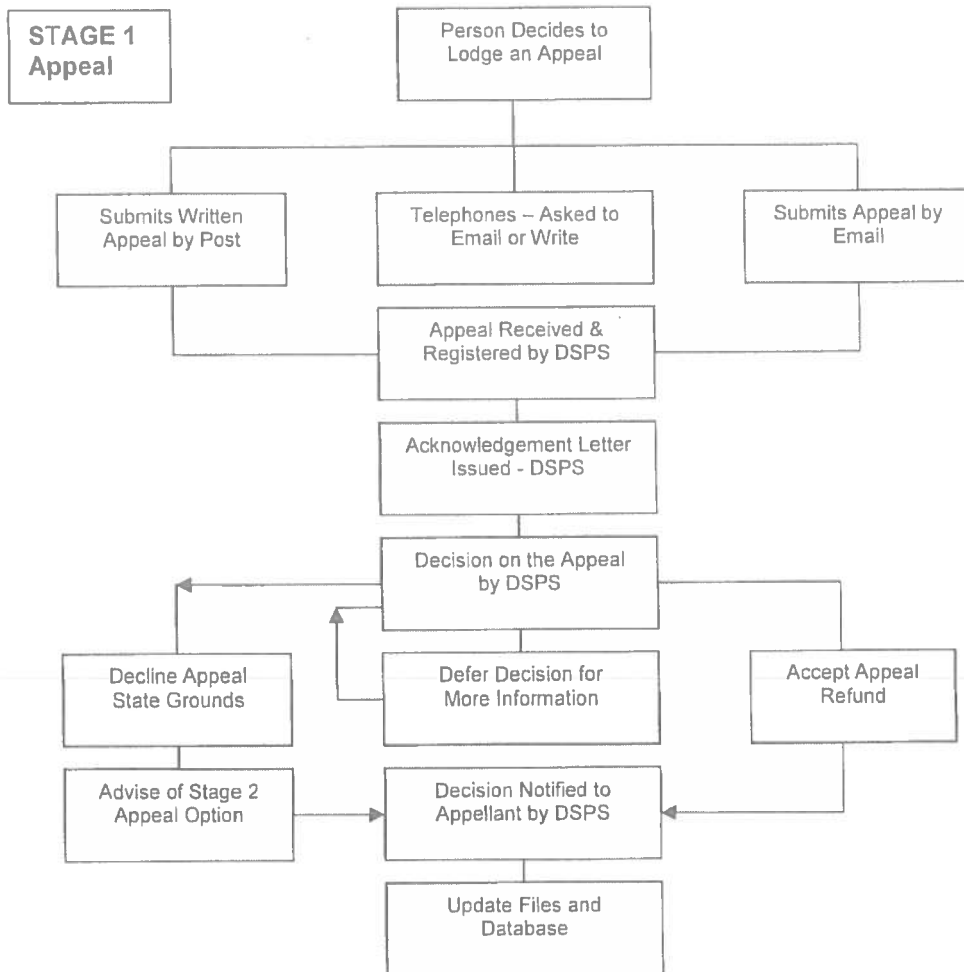 STAGE 1
Appeal
Person Decides to
Lodge an Appeal
Submits Written
Appeal by Post
Telephones – Asked to
Email or Write
Submits Appeal by
Email
Appeal Received &
Registered by DSPS
Acknowledgement Letter
Issued - DSPS
Decision on the Appeal
by DSPS
Decline Appeal
State Grounds
Defer Decision for
More Information
Accept Appeal
Refund
Advise of Stage 2
Appeal Option
Decision Notified to
Appellant by DSPS
Update Files and
Database